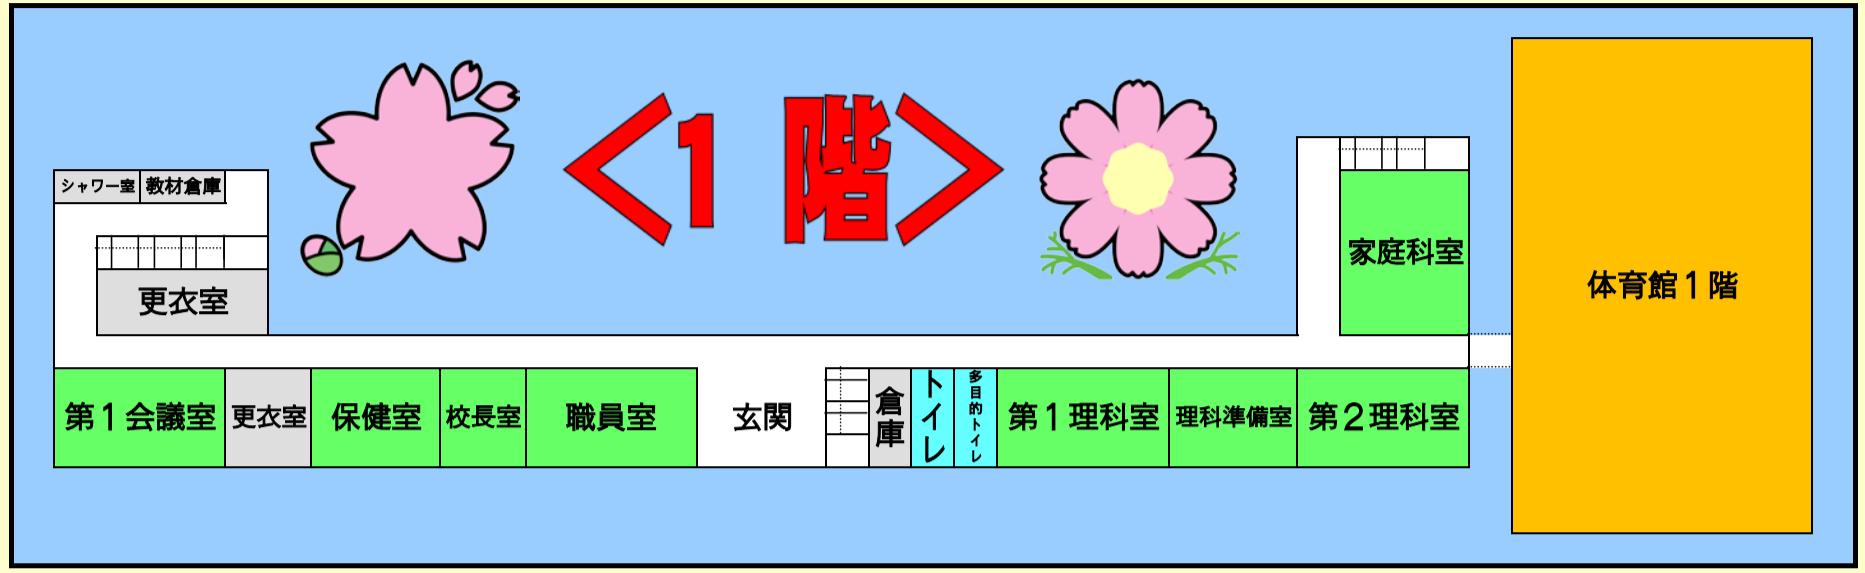 ＜1 階＞
シャワー室
教材倉庫
更衣室
家庭科室
体育館１階
第１会議室
更衣室
保健室
校長室
職員室
玄関
倉庫
トイレ
多目的トイレ
第１理科室
理科準備室
第２理科室